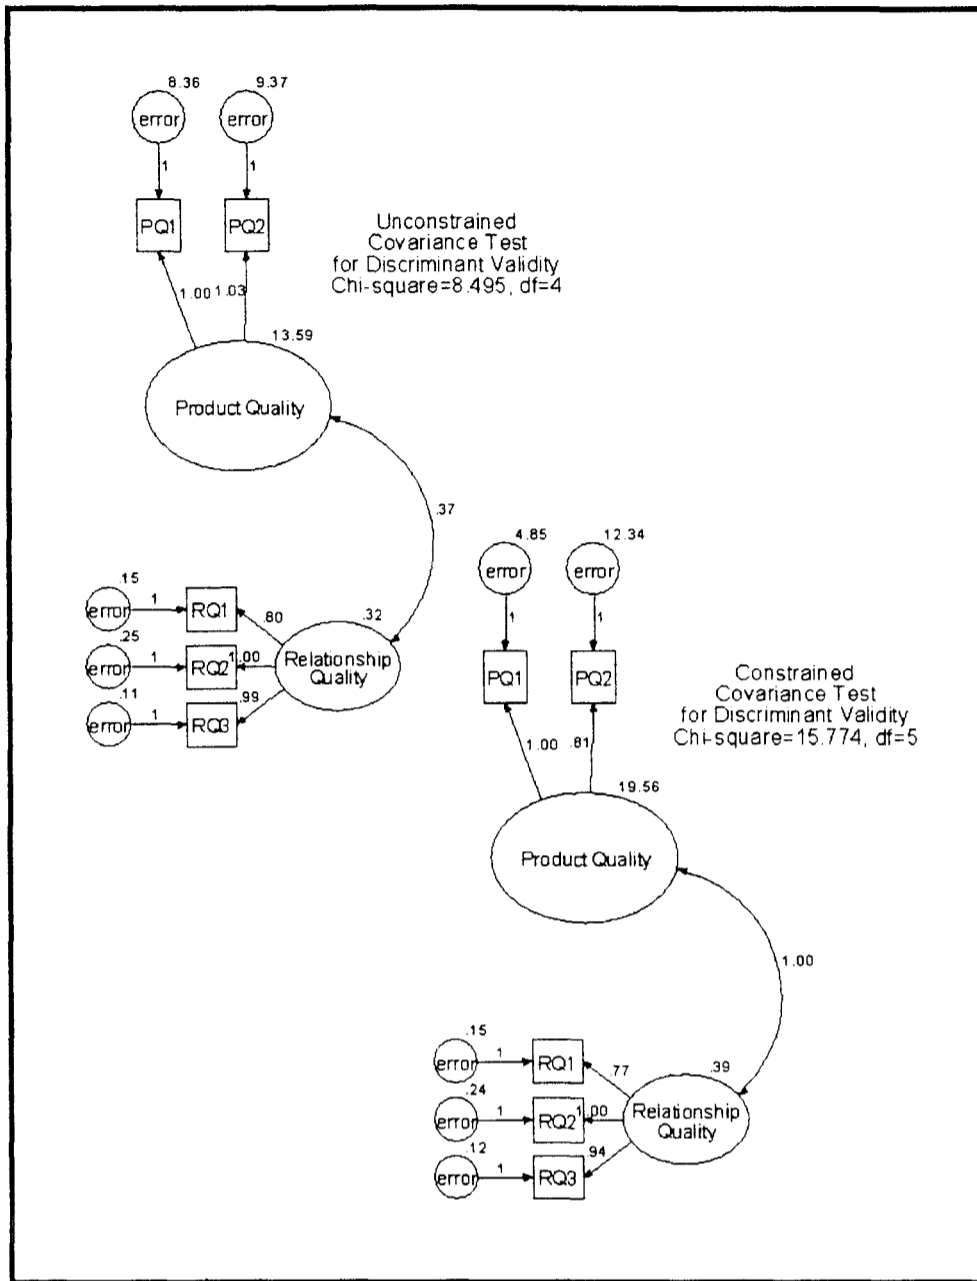 8.36 9.37
error error
1 1
PQ1 PQ2
Unconstrained
Covariance Test
for Discriminant Validity
Chi-square=8.495, df=4
1.00 1.03
13.59
Product Quality
.37
.15
error 1 RQ1
.80
.32
.25
error 1 RQ2 1.00
Relationship
Quality
.11
error 1 RQ3
.99
4.85 12.34
error error
1 1
PQ1 PQ2
Constrained
Covariance Test
for Discriminant Validity
Chi-square=15.774, df=5
1.00 .81
19.56
Product Quality
1.00
.15
error 1 RQ1
.77
.39
.24
error 1 RQ2 1.00
Relationship
Quality
.12
error 1 RQ3
.94